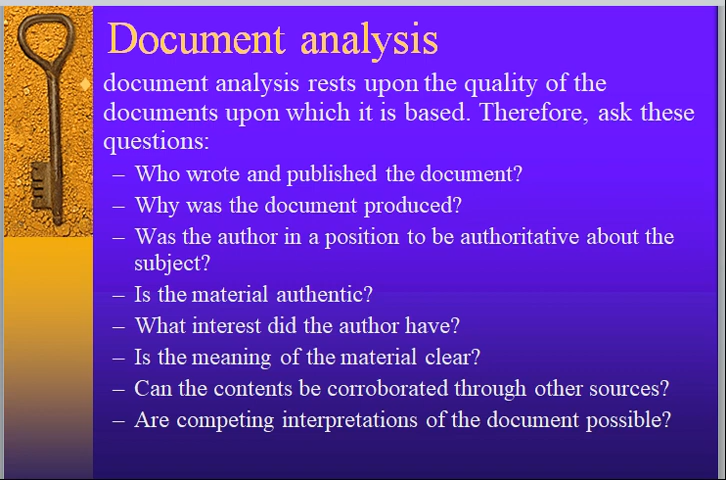 Document analysis
document analysis rests upon the quality of the
documents upon which it is based. Therefore, ask these
questions:
– Who wrote and published the document?
– Why was the document produced?
– Was the author in a position to be authoritative about the
subject?
– Is the material authentic?
– What interest did the author have?
– Is the meaning of the material clear?
– Can the contents be corroborated through other sources?
– Are competing interpretations of the document possible?